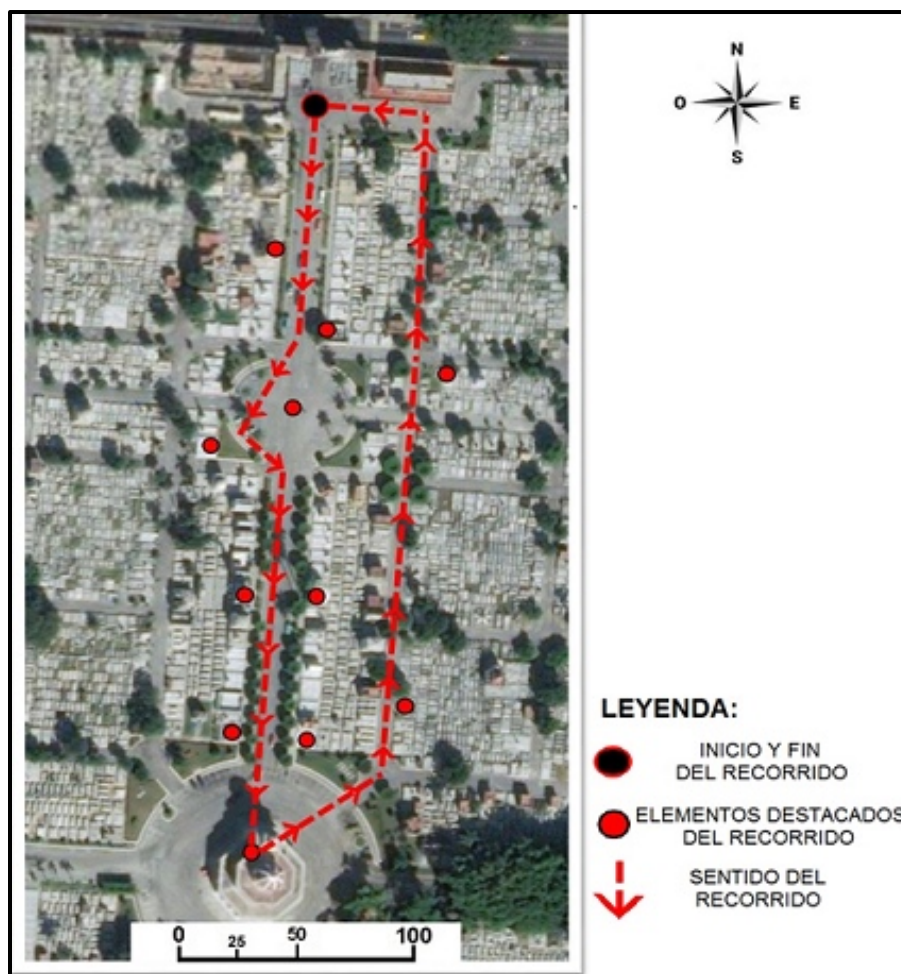 N
O E
S
LEYENDA:
INICIO Y FIN
DEL RECORRIDO
ELEMENTOS DESTACADOS
DEL RECORRIDO
SENTIDO DEL
RECORRIDO
0 25 50 100